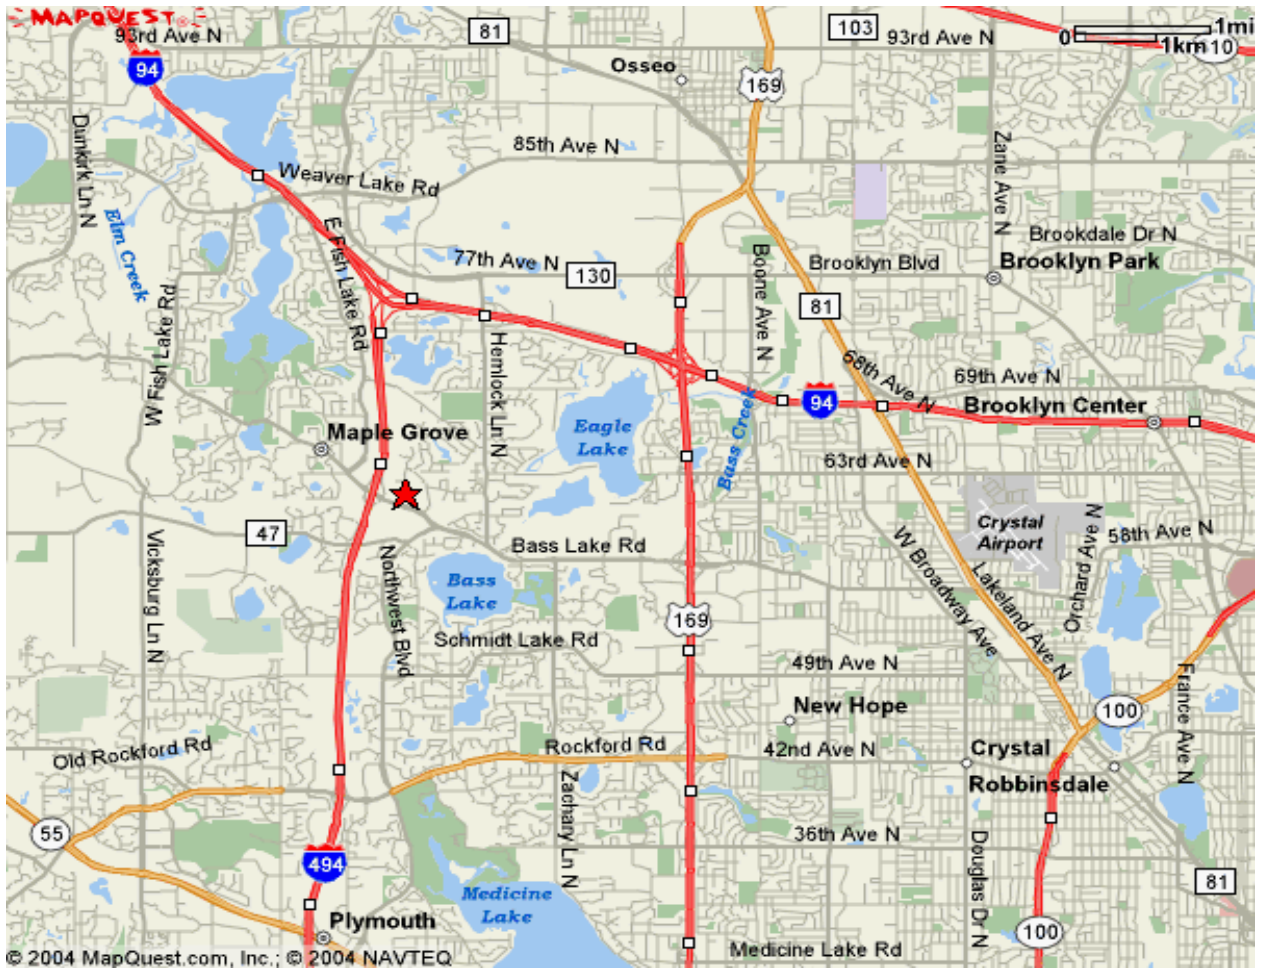 MAPQUEST
93rd Ave N
81
103
93rd Ave N
0
1mi
1km
10
94
Osseo
169
Dunkirk Ln N
85th Ave N
Zane Ave N
Weaver Lake Rd
Elm Creek
E Fish Lake Rd
77th Ave N
130
Boone Ave N
Brooklyn Blvd
Brookdale Dr N
Brooklyn Park
81
W Fish Lake Rd
Hemlock Ln N
68th Ave N
69th Ave N
94
Brooklyn Center
Maple Grove
Eagle
Lake
Bass Creek
63rd Ave N
Crystal
Airport
47
Vicksburg Ln N
Northwest Blvd
Bass Lake Rd
Bass
Lake
W Broadway Ave
Lakeland Ave N
Orchard Ave N
58th Ave N
169
Schmidt Lake Rd
49th Ave N
France Ave N
New Hope
100
Old Rockford Rd
Rockford Rd
42nd Ave N
Crystal
Robbinsdale
Zachary Ln N
55
36th Ave N
Douglas Dr N
494
Medicine
Lake
81
Plymouth
100
Medicine Lake Rd
© 2004 MapQuest.com, Inc.; © 2004 NAVTEQ